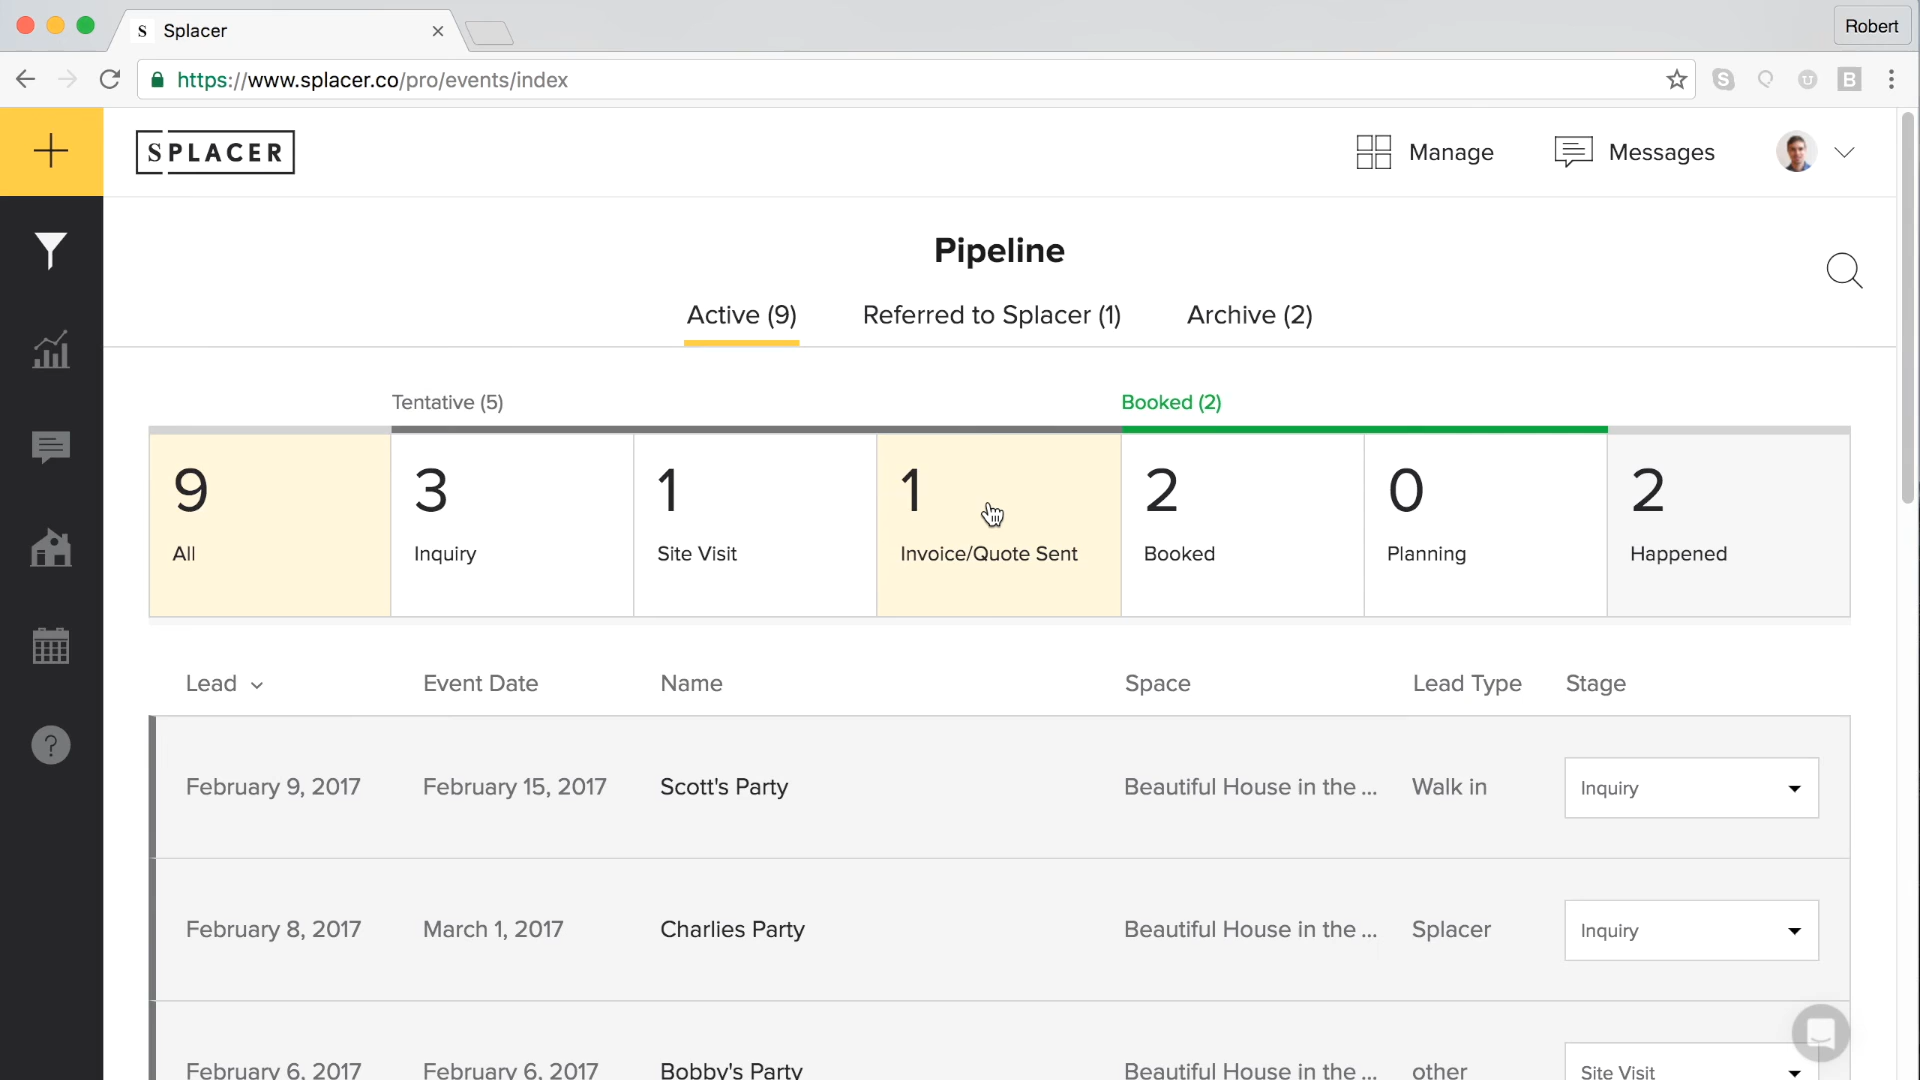 S Splacer
Robert
https://www.splacer.co/pro/events/index
S
U
B
SPLACER
Manage
Messages
Pipeline
Active (9)
Referred to Splacer (1)
Archive (2)
Tentative (5)
Booked (2)
9
All
3
Inquiry
1
Site Visit
1
Invoice/Quote Sent
2
Booked
0
Planning
2
Happened
Lead Event Date Name Space Lead Type Stage
February 9, 2017 February 15, 2017 Scott's Party Beautiful House in the ... Walk in Inquiry
February 8, 2017 March 1, 2017 Charlies Party Beautiful House in the ... Splacer Inquiry
February 6, 2017 February 6, 2017 Bobby's Party Beautiful House in the ... other Site Visit
?